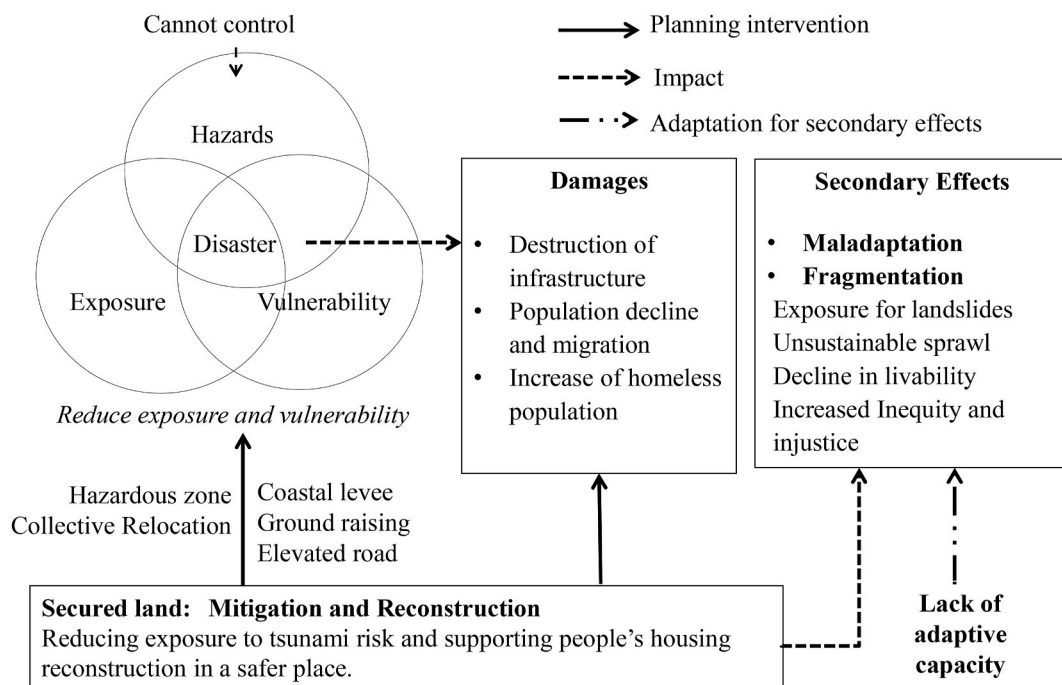 Cannot control
Hazards
Disaster
Exposure
Vulnerability
Reduce exposure and vulnerability
Planning intervention
Impact
Adaptation for secondary effects
Damages
• Destruction of
infrastructure
• Population decline
and migration
• Increase of homeless
population
Secondary Effects
• Maladaptation
• Fragmentation
Exposure for landslides
Unsustainable sprawl
Decline in livability
Increased Inequity and
injustice
Hazardous zone
Collective Relocation
Coastal levee
Ground raising
Elevated road
Secured land: Mitigation and Reconstruction
Reducing exposure to tsunami risk and supporting people’s housing
reconstruction in a safer place.
Lack of
adaptive
capacity